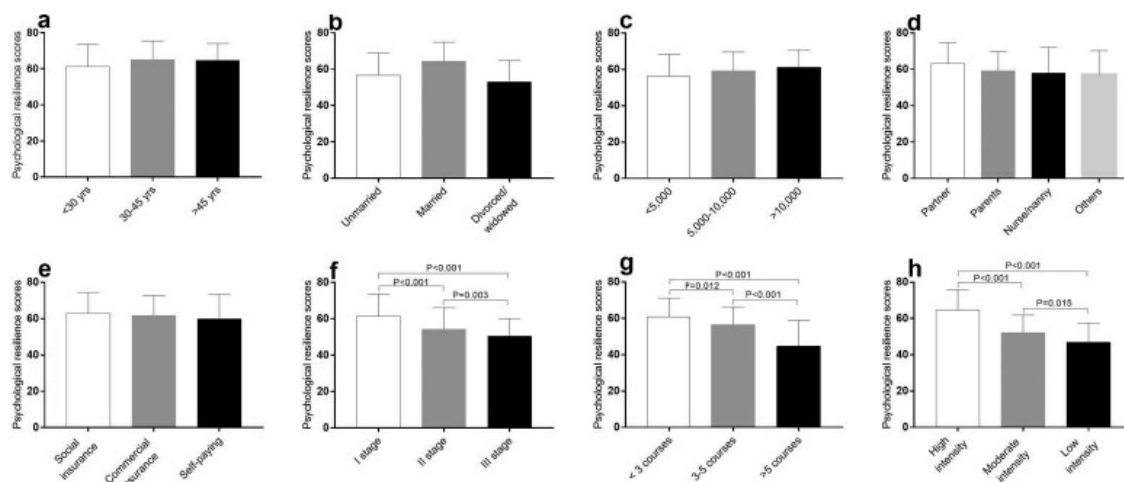 a
Psychological resilience scores
80
60
40
20
0
<30 yrs
30-45 yrs
>45 yrs
b
Psychological resilience scores
80
60
40
20
0
Unmarried
Married
Divorced/
widowed
c
Psychological resilience scores
80
60
40
20
0
<5,000
5,000-10,000
>10,000
d
Psychological resilience scores
80
60
40
20
0
Partner
Parents
Nurse/nanny
Others
e
Psychological resilience scores
80
60
40
20
0
Social
insurance
Commercial
surance
Self-paying
f
Psychological resilience scores
80
60
40
20
0
P<0.001
P<0.001
P=0.003
I stage
II stage
III stage
g
Psychological resilience scores
80
60
40
20
0
P<0.001
P=0.012
P<0.001
< 3 courses
3-5 courses
>5 courses
h
Psychological resilience scores
80
60
40
20
0
P<0.001
P<0.001
P=0.015
High
intensity
Moderate
intensity
Low
intensity